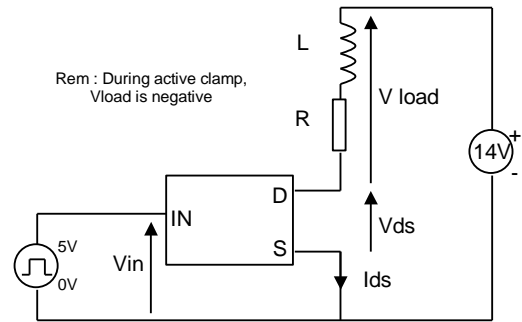 L
Rem : During active clamp,
Vload is negative
V load
R
14V
+
-
D
IN
Vds
S
5V
0V
Vin
Ids